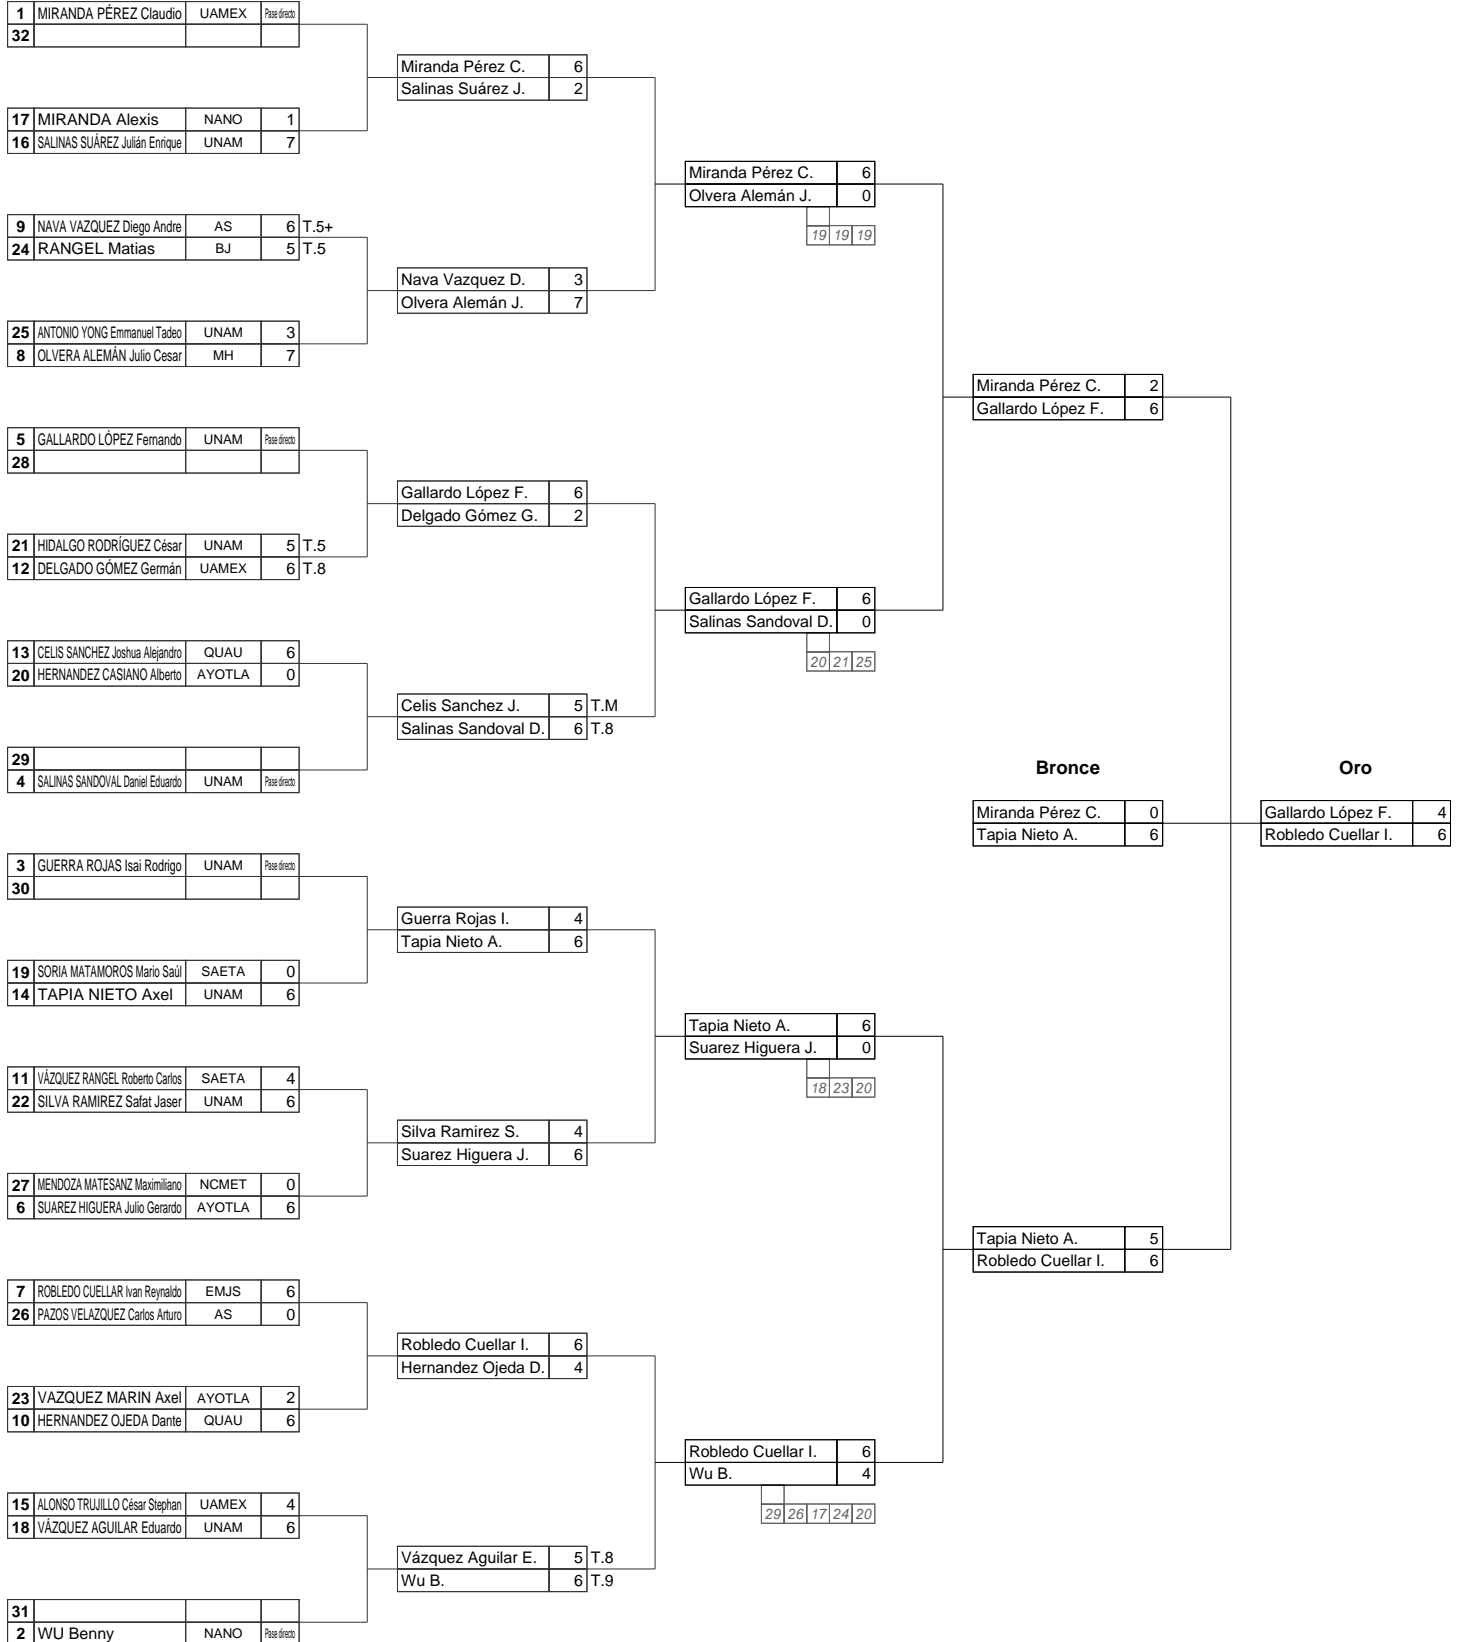 1 MIRANDA PÉREZ Claudio UAMEX Pase directo
32
Miranda Pérez C. 6
Salinas Suárez J. 2
17 MIRANDA Alexis NANO 1
16 SALINAS SUÁREZ Julián Enrique UNAM 7
Miranda Pérez C. 6
Olvera Alemán J. 0
19 19 19
9 NAVA VAZQUEZ Diego Andre AS 6 T.5+
24 RANGEL Matias BJ 5 T.5
Nava Vazquez D. 3
Olvera Alemán J. 7
25 ANTONIO YONG Emmanuel Tadeo UNAM 3
8 OLVERA ALEMÁN Julio Cesar MH 7
Miranda Pérez C. 2
Gallardo López F. 6
5 GALLARDO LÓPEZ Fernando UNAM Pase directo
28
Gallardo López F. 6
Delgado Gómez G. 2
21 HIDALGO RODRÍGUEZ César UNAM 5 T.5
12 DELGADO GÓMEZ Germán UAMEX 6 T.8
Gallardo López F. 6
Salinas Sandoval D. 0
20 21 25
13 CELIS SANCHEZ Joshua Alejandro QUAU 6
20 HERNANDEZ CASIANO Alberto AYOTLA 0
Celis Sanchez J. 5 T.M
Salinas Sandoval D. 6 T.8
29
4 SALINAS SANDOVAL Daniel Eduardo UNAM Pase directo
Bronce Oro
Miranda Pérez C. 0 Gallardo López F. 4
Tapia Nieto A. 6 Robledo Cuellar I. 6
3 GUERRA ROJAS Isai Rodrigo UNAM Pase directo
30
Guerra Rojas I. 4
Tapia Nieto A. 6
19 SORIA MATAMOROS Mario Saúl SAETA 0
14 TAPIA NIETO Axel UNAM 6
Tapia Nieto A. 6
Suarez Higuera J. 0
18 23 20
11 VÁZQUEZ RANGEL Roberto Carlos SAETA 4
22 SILVA RAMIREZ Safat Jaser UNAM 6
Silva Ramirez S. 4
Suarez Higuera J. 6
27 MENDOZA MATESANZ Maximiliano NCMET 0
6 SUAREZ HIGUERA Julio Gerardo AYOTLA 6
Tapia Nieto A. 5
Robledo Cuellar I. 6
7 ROBLEDO CUELLAR Ivan Reynaldo EMJS 6
26 PAZOS VELAZQUEZ Carlos Arturo AS 0
Robledo Cuellar I. 6
Hernandez Ojeda D. 4
23 VAZQUEZ MARIN Axel AYOTLA 2
10 HERNANDEZ OJEDA Dante QUAU 6
Robledo Cuellar I. 6
Wu B. 4
29 26 17 24 20
15 ALONSO TRUJILLO César Stephan UAMEX 4
18 VÁZQUEZ AGUILAR Eduardo UNAM 6
Vázquez Aguilar E. 5 T.8
Wu B. 6 T.9
31
2 WU Benny NANO Pase directo